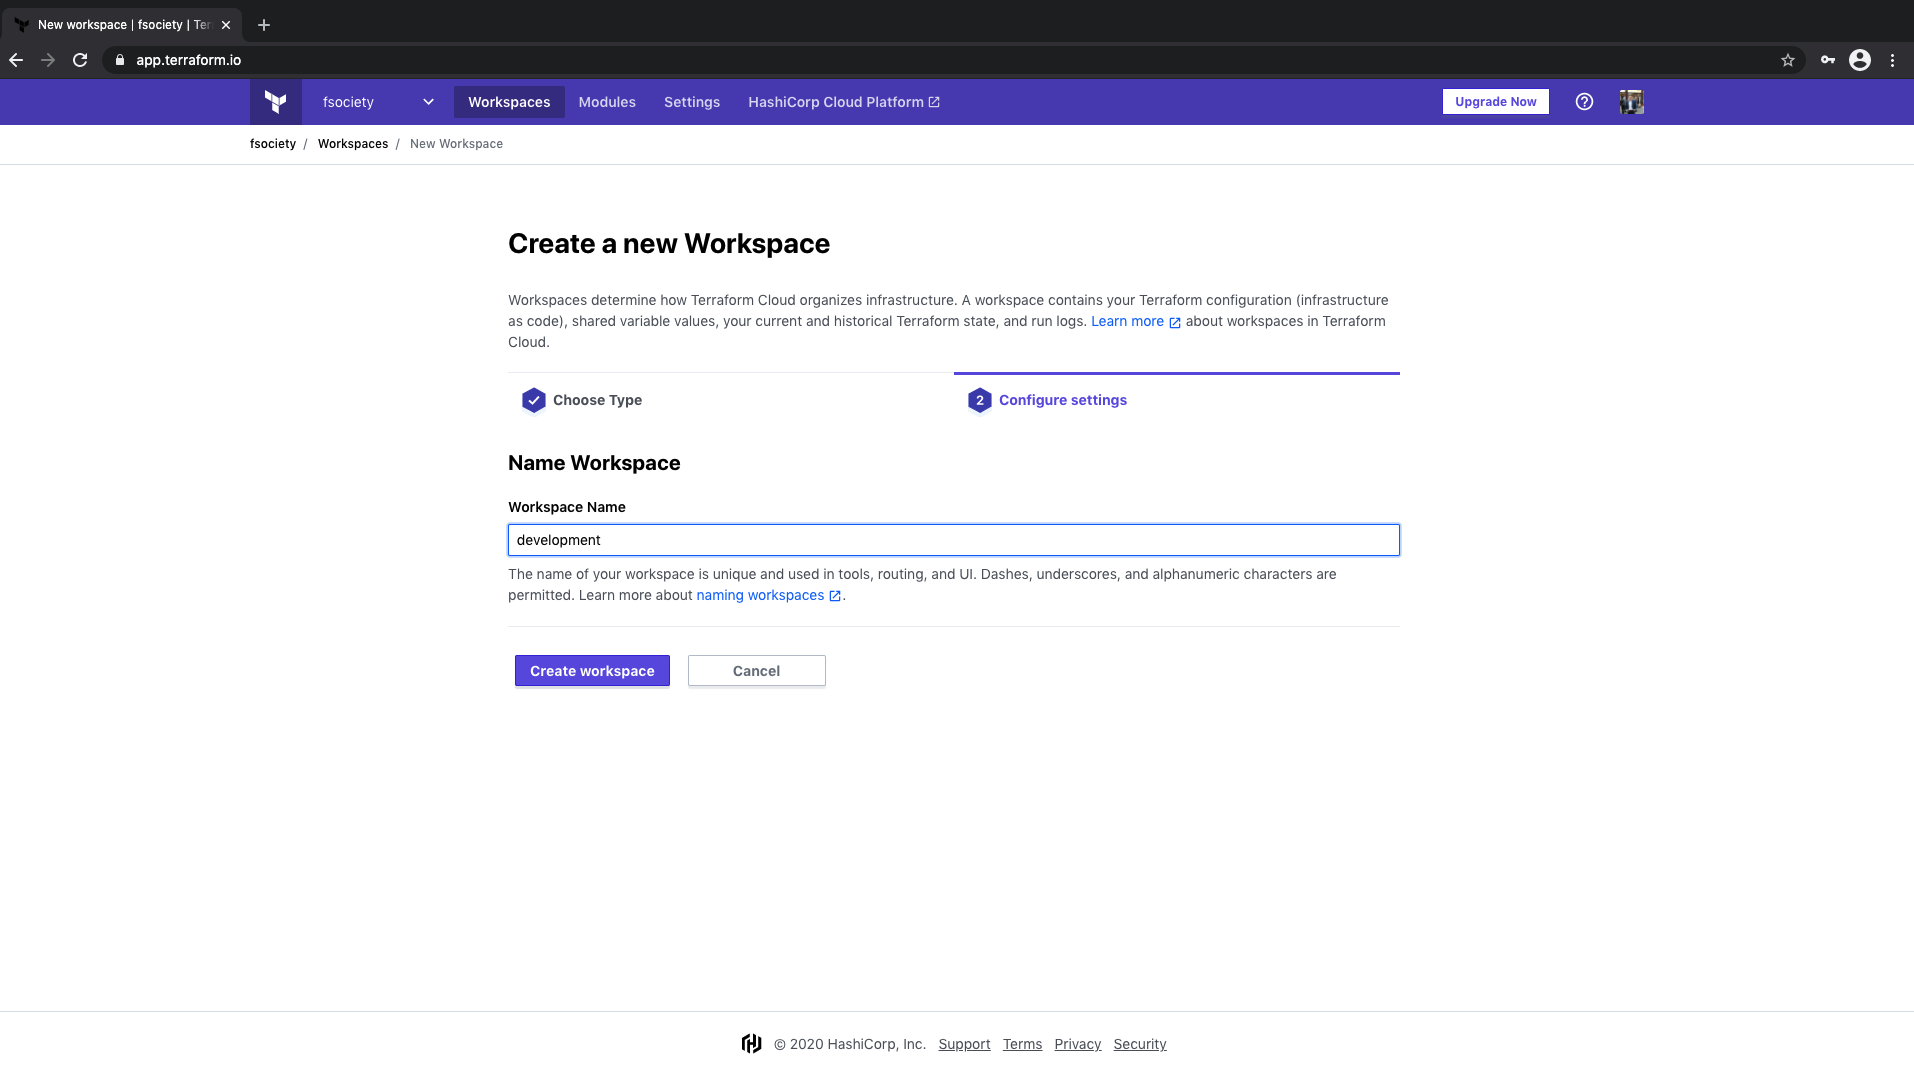 New workspace | fsociety | Ter
app.terraform.io
fsociety Workspaces Modules Settings HashiCorp Cloud Platform Upgrade Now
fsociety / Workspaces / New Workspace
Create a new Workspace
Workspaces determine how Terraform Cloud organizes infrastructure. A workspace contains your Terraform configuration (infrastructure
as code), shared variable values, your current and historical Terraform state, and run logs. Learn more about workspaces in Terraform
Cloud.
Choose Type 2 Configure settings
Name Workspace
Workspace Name
development
The name of your workspace is unique and used in tools, routing, and UI. Dashes, underscores, and alphanumeric characters are
permitted. Learn more about naming workspaces .
Create workspace Cancel
© 2020 HashiCorp, Inc. Support Terms Privacy Security